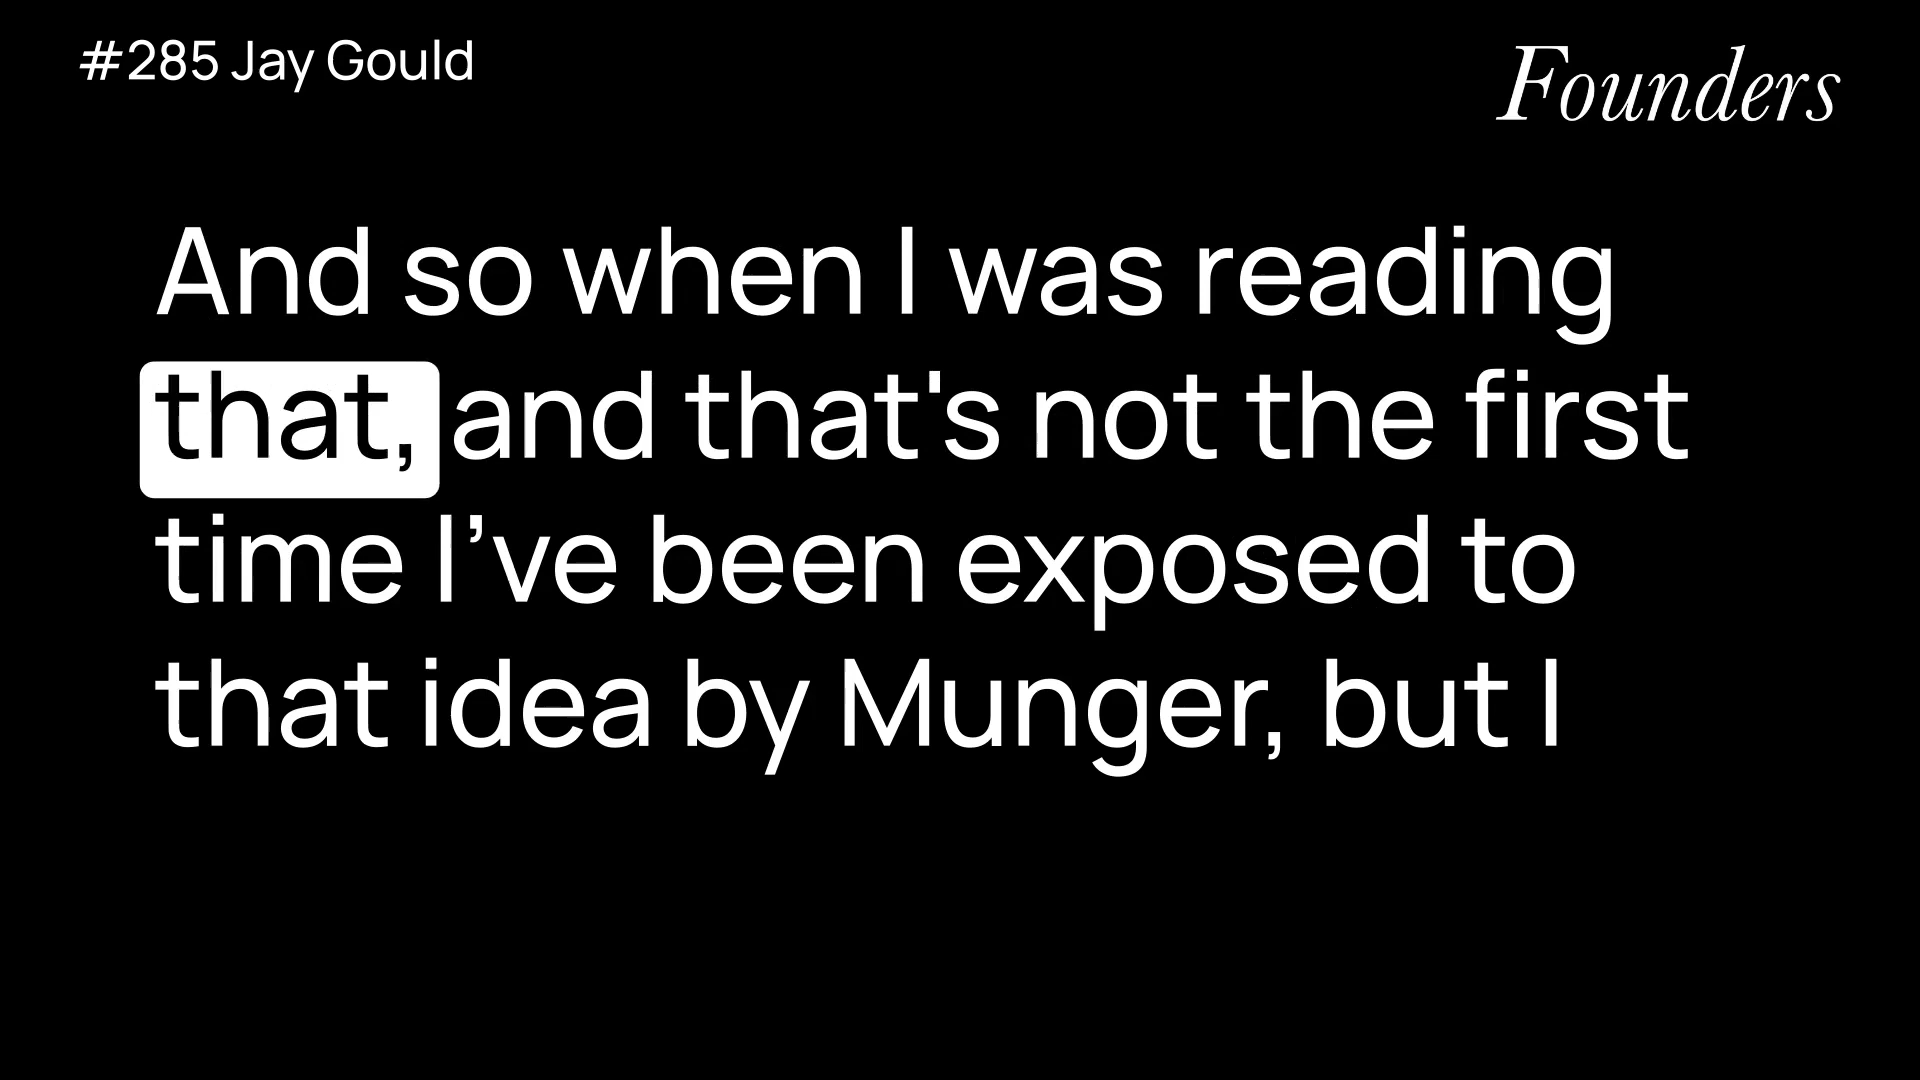 #285 Jay Gould
Founders
And so when I was reading
that, and that's not the first
time I’ve been exposed to
that idea by Munger, but I